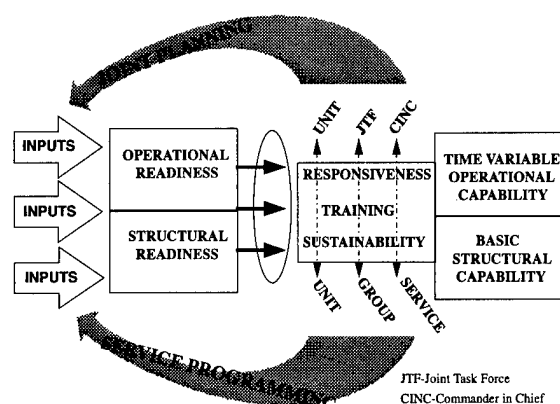 JOINT PLANNING
UNIT
JTF
CINC
INPUTS
INPUTS
INPUTS
OPERATIONAL
READINESS
STRUCTURAL
READINESS
RESPONSIVENESS
TRAINING
SUSTAINABILITY
TIME VARIABLE
OPERATIONAL
CAPABILITY
BASIC
STRUCTURAL
CAPABILITY
UNIT
GROUP
SERVICE
SERVICE PROGRAMMING
JTF-Joint Task Force
CINC-Commander in Chief